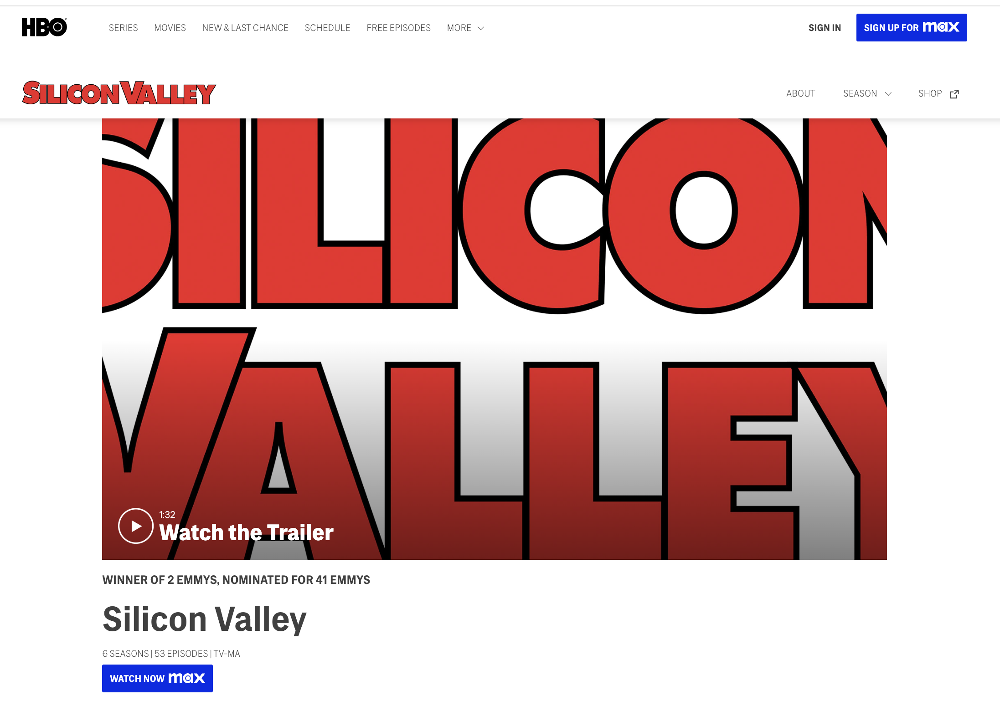 HBO
SERIES MOVIES NEW & LAST CHANCE SCHEDULE FREE EPISODES MORE SIGN IN SIGN UP FOR max
SILICON VALLEY ABOUT SEASON SHOP
SILICON
VALLEY
1:32
Watch the Trailer
WINNER OF 2 EMMYS, NOMINATED FOR 41 EMMYS
Silicon Valley
6 SEASONS | 53 EPISODES | TV-MA
WATCH NOW max